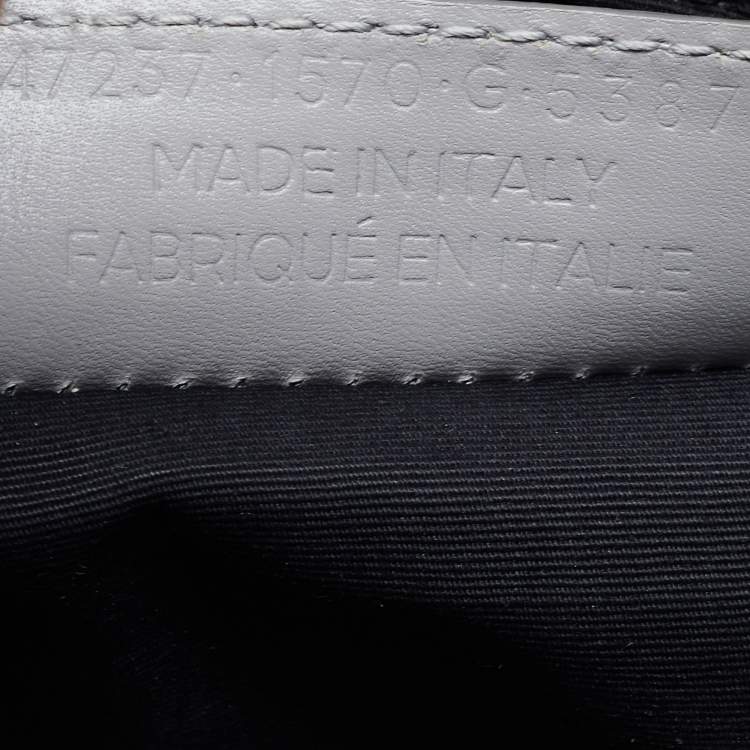 47237·1570·G·5387
MADE IN ITALY
FABRIQUÉ EN ITALIE